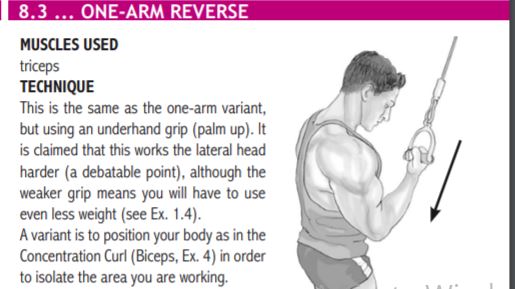 8.3 ... ONE-ARM REVERSE
MUSCLES USED
triceps
TECHNIQUE
This is the same as the one-arm variant,
but using an underhand grip (palm up). It
is claimed that this works the lateral head
harder (a debatable point), although the
weaker grip means you will have to use
even less weight (see Ex. 1.4).
A variant is to position your body as in the
Concentration Curl (Biceps, Ex. 4) in order
to isolate the area you are working.